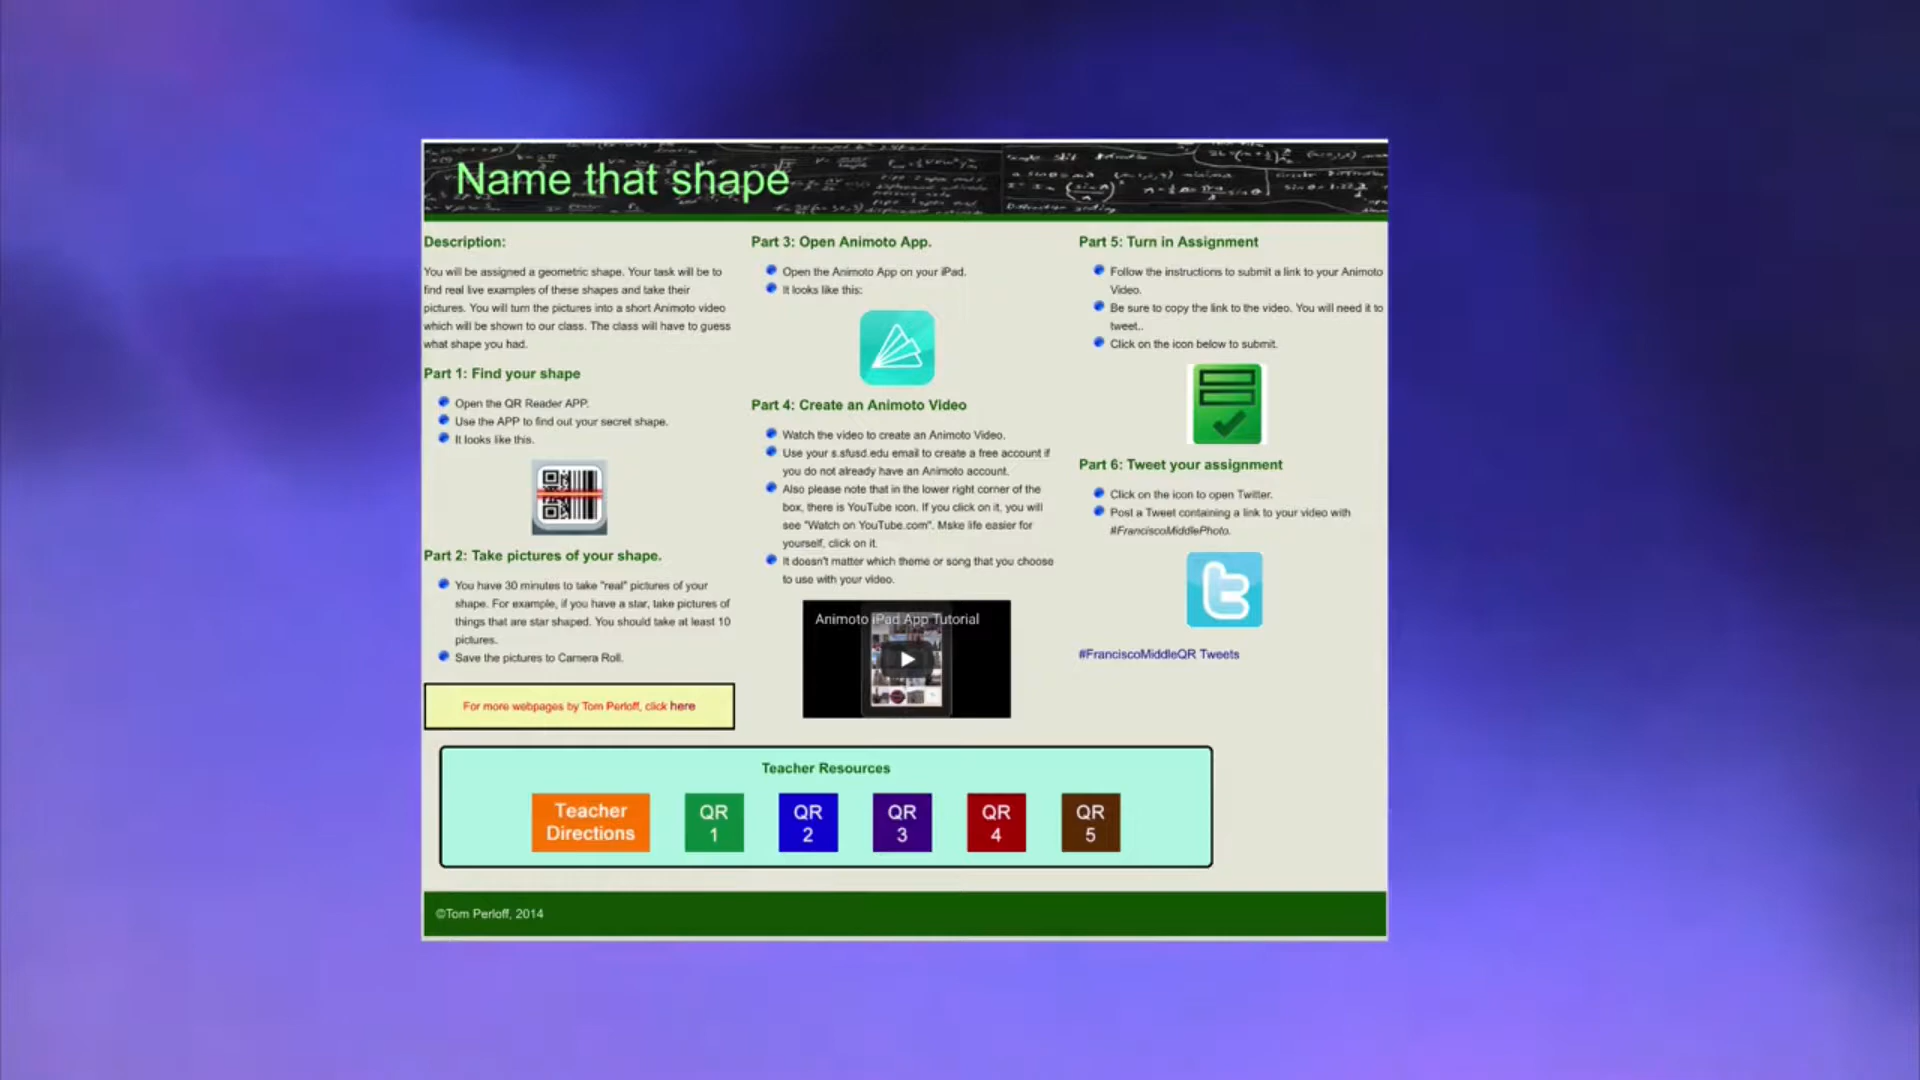 Name that shape
Description:
You will be assigned a geometric shape. Your task will be to
find real live examples of these shapes and take their
pictures. You will turn the pictures into a short Animoto video
which will be shown to our class. The class will have to guess
what shape you had.
Part 1: Find your shape
Open the QR Reader APP.
Use the APP to find out your secret shape.
It looks like this.
Part 2: Take pictures of your shape.
You have 30 minutes to take "real" pictures of your
shape. For example, if you have a star, take pictures of
things that are star shaped. You should take at least 10
pictures.
Save the pictures to Camera Roll.
For more webpages by Tom Perloff, click here
Part 3: Open Animoto App.
Open the Animoto App on your iPad.
It looks like this:
Part 4: Create an Animoto Video
Watch the video to create an Animoto Video.
Use your s.sfusd.edu email to create a free account if
you do not already have an Animoto account.
Also please note that in the lower right corner of the
box, there is YouTube icon. If you click on it, you will
see "Watch on YouTube.com". Make life easier for
yourself, click on it.
It doesn't matter which theme or song that you choose
to use with your video.
Animoto iPad App Tutorial
Part 5: Turn in Assignment
Follow the instructions to submit a link to your Animoto
Video.
Be sure to copy the link to the video. You will need it to
tweet..
Click on the icon below to submit.
Part 6: Tweet your assignment
Click on the icon to open Twitter.
Post a Tweet containing a link to your video with
#FranciscoMiddlePhoto.
#FranciscoMiddleQR Tweets
Teacher Resources
Teacher
Directions
QR
1
QR
2
QR
3
QR
4
QR
5
©Tom Perloff, 2014